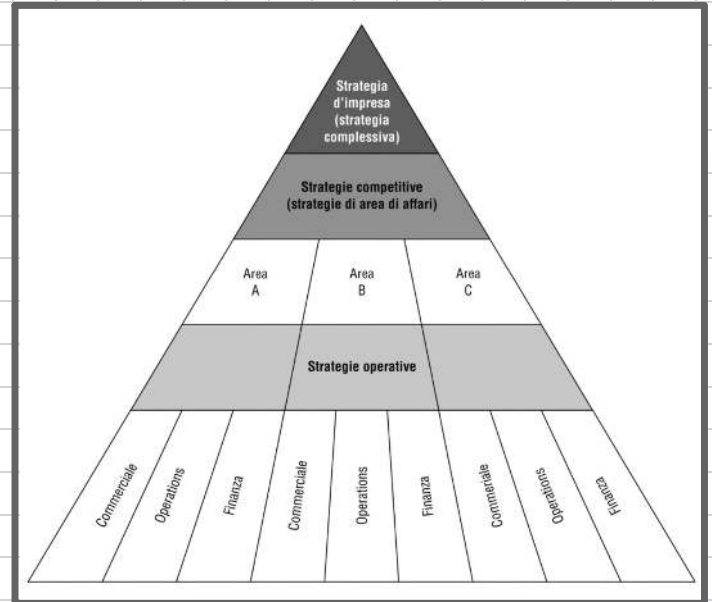 Strategia
d'impresa
(strategia
complessiva)
Strategie competitive
(strategie di area di affari)
Area
A
Area
B
Area
C
Strategie operative
Commerciale
Operations
Finanza
Commerciale
Operations
Finanza
Commeriale
Operations
Finanza